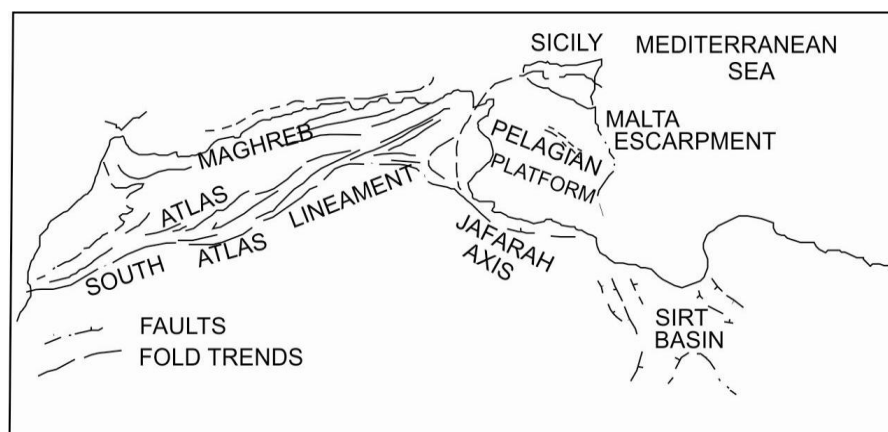 SICILY
MEDITERRANEAN
SEA
MALTA
ESCARPMENT
MAGHREB
PELAGIAN
PLATFORM
ATLAS
SOUTH ATLAS LINEAMENT
JAFARAH
AXIS
SIRT
BASIN
FAULTS
FOLD TRENDS